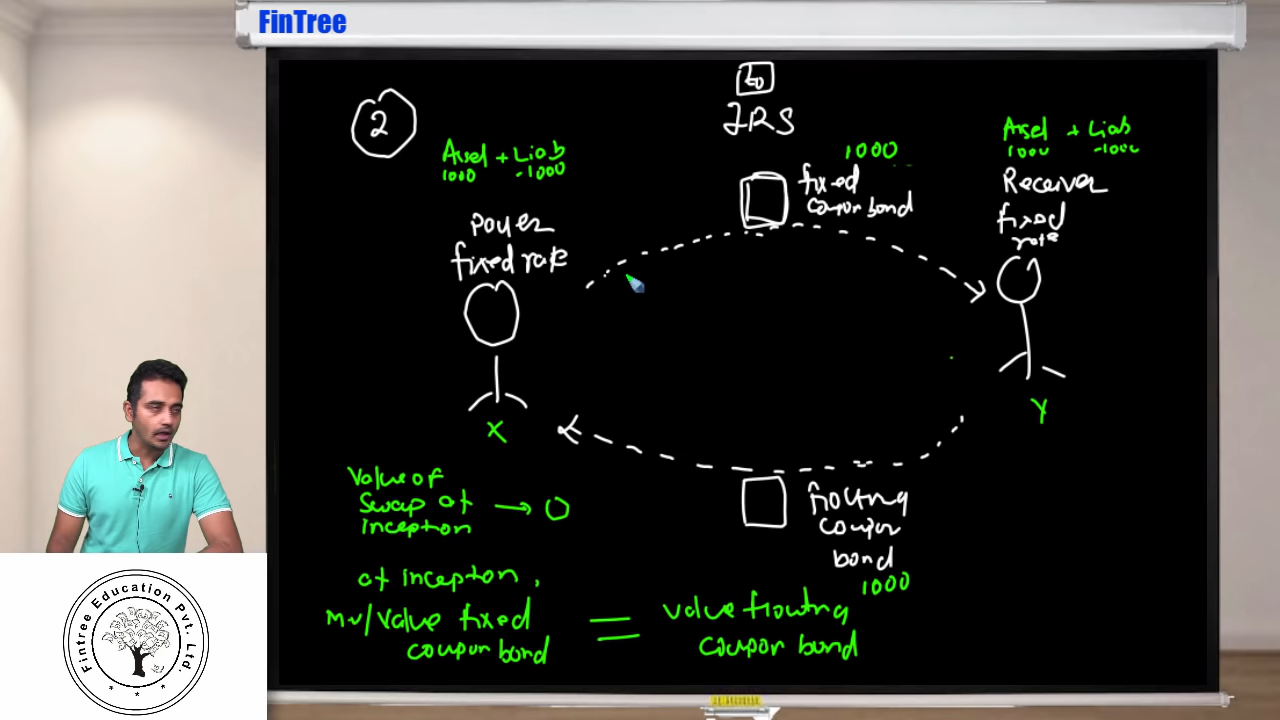 FinTree
2
t0
IRS
Asset + Liab
1000 -1000
Payer
fixed rate
X
1000
fixed
coupon bond
Asset + Liab
1000 -1000
Receiver
fixed
rate
Y
Value of
Swap at
inception → 0
floating
coupon
bond
1000
at inception,
mv/value fixed
coupon bond
=
value floating
coupon bond
Fintree Education Pvt. Ltd.